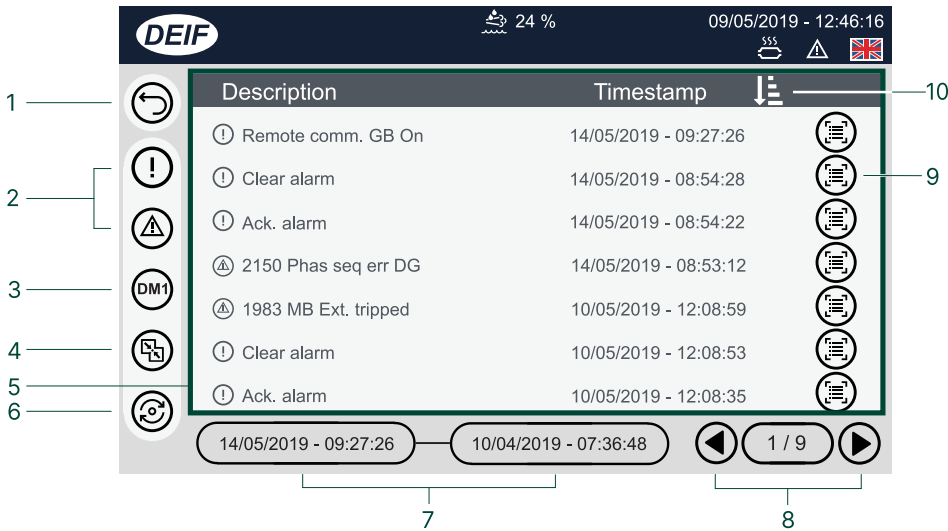 DEIF
24 %
09/05/2019 - 12:46:16
Description Timestamp
Remote comm. GB On 14/05/2019 - 09:27:26
Clear alarm 14/05/2019 - 08:54:28
Ack. alarm 14/05/2019 - 08:54:22
2150 Phas seq err DG 14/05/2019 - 08:53:12
1983 MB Ext. tripped 10/05/2019 - 12:08:59
Clear alarm 10/05/2019 - 12:08:53
Ack. alarm 10/05/2019 - 12:08:35
DM1
14/05/2019 - 09:27:26
10/04/2019 - 07:36:48
1 / 9
1
2
3
4
5
6
7
8
9
10